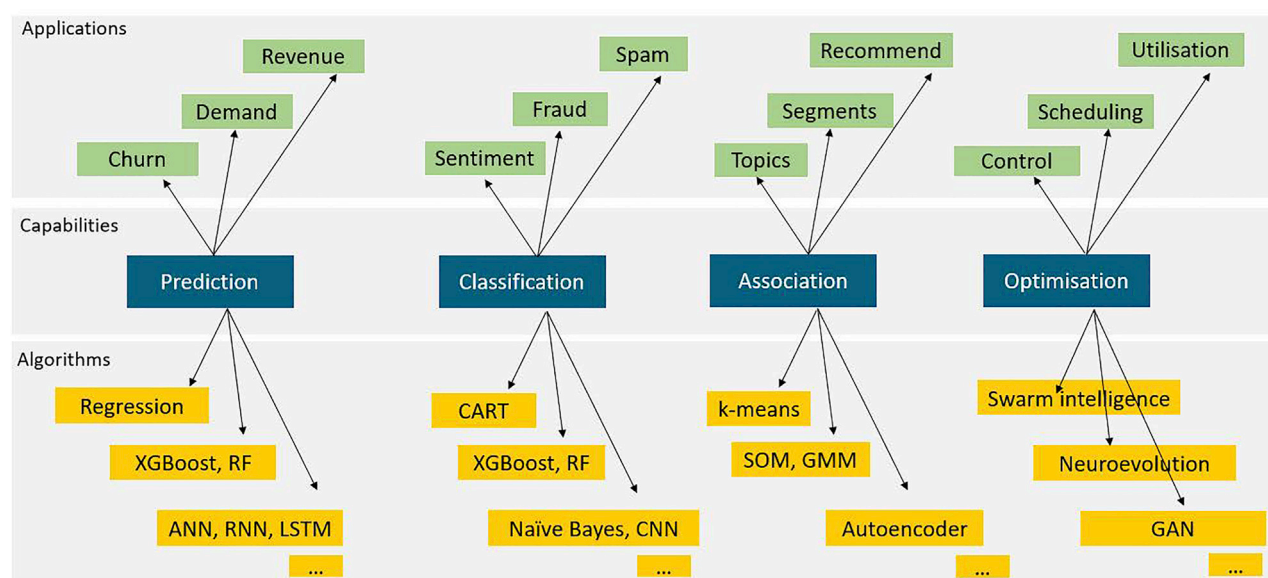 Applications
Revenue
Demand
Churn
Spam
Fraud
Sentiment
Recommend
Segments
Topics
Utilisation
Scheduling
Control
Capabilities
Prediction
Classification
Association
Optimisation
Algorithms
Regression
XGBoost, RF
ANN, RNN, LSTM
...
CART
XGBoost, RF
Naïve Bayes, CNN
...
k-means
SOM, GMM
Autoencoder
...
Swarm intelligence
Neuroevolution
GAN
...